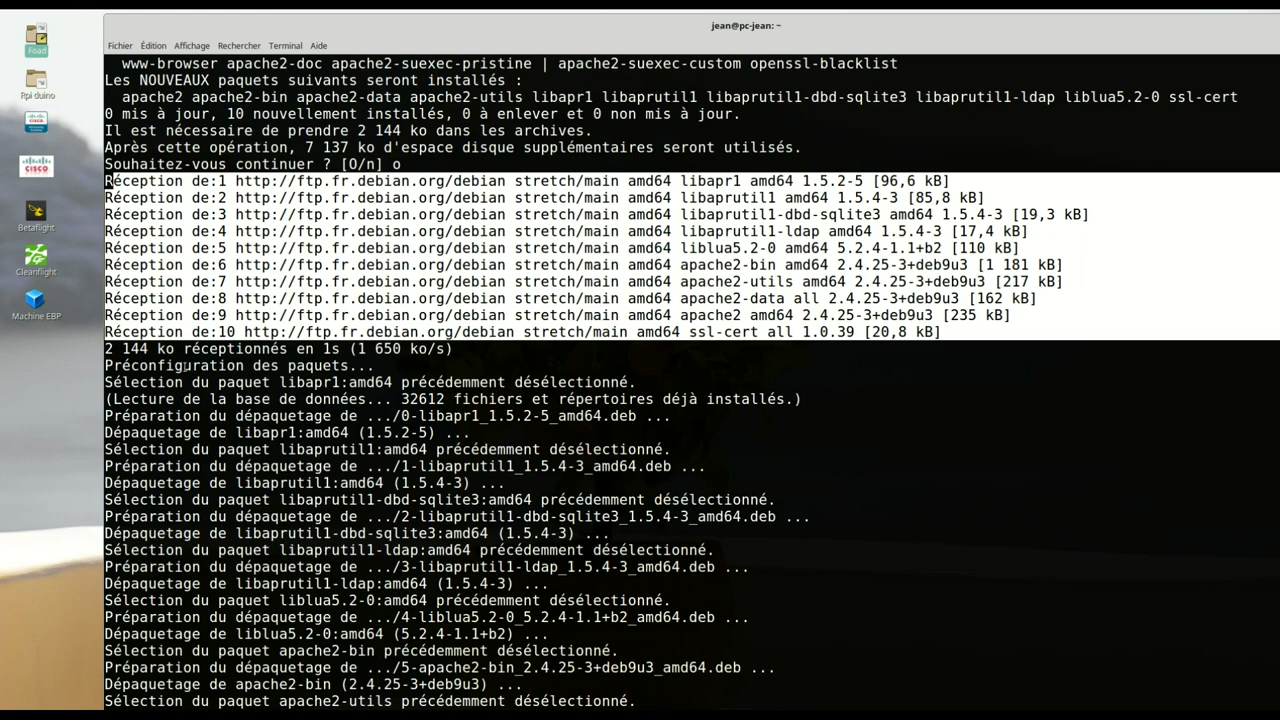 jean@pc-jean: ~
Fichier Édition Affichage Rechercher Terminal Aide
www-browser apache2-doc apache2-suexec-pristine | apache2-suexec-custom openssl-blacklist
Les NOUVEAUX paquets suivants seront installés :
apache2 apache2-bin apache2-data apache2-utils libapr1 libaprutil1 libaprutil1-dbd-sqlite3 libaprutil1-ldap liblua5.2-0 ssl-cert
0 mis à jour, 10 nouvellement installés, 0 à enlever et 0 non mis à jour.
Il est nécessaire de prendre 2 144 ko dans les archives.
Après cette opération, 7 137 ko d'espace disque supplémentaires seront utilisés.
Souhaitez-vous continuer ? [O/n] o
Réception de:1 http://ftp.fr.debian.org/debian stretch/main amd64 libapr1 amd64 1.5.2-5 [96,6 kB]
Réception de:2 http://ftp.fr.debian.org/debian stretch/main amd64 libaprutil1 amd64 1.5.4-3 [85,8 kB]
Réception de:3 http://ftp.fr.debian.org/debian stretch/main amd64 libaprutil1-dbd-sqlite3 amd64 1.5.4-3 [19,3 kB]
Réception de:4 http://ftp.fr.debian.org/debian stretch/main amd64 libaprutil1-ldap amd64 1.5.4-3 [17,4 kB]
Réception de:5 http://ftp.fr.debian.org/debian stretch/main amd64 liblua5.2-0 amd64 5.2.4-1.1+b2 [110 kB]
Réception de:6 http://ftp.fr.debian.org/debian stretch/main amd64 apache2-bin amd64 2.4.25-3+deb9u3 [1 181 kB]
Réception de:7 http://ftp.fr.debian.org/debian stretch/main amd64 apache2-utils amd64 2.4.25-3+deb9u3 [217 kB]
Réception de:8 http://ftp.fr.debian.org/debian stretch/main amd64 apache2-data all 2.4.25-3+deb9u3 [162 kB]
Réception de:9 http://ftp.fr.debian.org/debian stretch/main amd64 apache2 amd64 2.4.25-3+deb9u3 [235 kB]
Réception de:10 http://ftp.fr.debian.org/debian stretch/main amd64 ssl-cert all 1.0.39 [20,8 kB]
2 144 ko réceptionnés en 1s (1 650 ko/s)
Préconfiguration des paquets...
Sélection du paquet libapr1:amd64 précédemment désélectionné.
(Lecture de la base de données... 32612 fichiers et répertoires déjà installés.)
Préparation du dépaquetage de .../0-libapr1_1.5.2-5_amd64.deb ...
Dépaquetage de libapr1:amd64 (1.5.2-5) ...
Sélection du paquet libaprutil1:amd64 précédemment désélectionné.
Préparation du dépaquetage de .../1-libaprutil1_1.5.4-3_amd64.deb ...
Dépaquetage de libaprutil1:amd64 (1.5.4-3) ...
Sélection du paquet libaprutil1-dbd-sqlite3:amd64 précédemment désélectionné.
Préparation du dépaquetage de .../2-libaprutil1-dbd-sqlite3_1.5.4-3_amd64.deb ...
Dépaquetage de libaprutil1-dbd-sqlite3:amd64 (1.5.4-3) ...
Sélection du paquet libaprutil1-ldap:amd64 précédemment désélectionné.
Préparation du dépaquetage de .../3-libaprutil1-ldap_1.5.4-3_amd64.deb ...
Dépaquetage de libaprutil1-ldap:amd64 (1.5.4-3) ...
Sélection du paquet liblua5.2-0:amd64 précédemment désélectionné.
Préparation du dépaquetage de .../4-liblua5.2-0_5.2.4-1.1+b2_amd64.deb ...
Dépaquetage de liblua5.2-0:amd64 (5.2.4-1.1+b2) ...
Sélection du paquet apache2-bin précédemment désélectionné.
Préparation du dépaquetage de .../5-apache2-bin_2.4.25-3+deb9u3_amd64.deb ...
Dépaquetage de apache2-bin (2.4.25-3+deb9u3) ...
Sélection du paquet apache2-utils précédemment désélectionné.
Foad
Rpi duino
CISCO
Betaflight
Cleanflight
Machine EBP